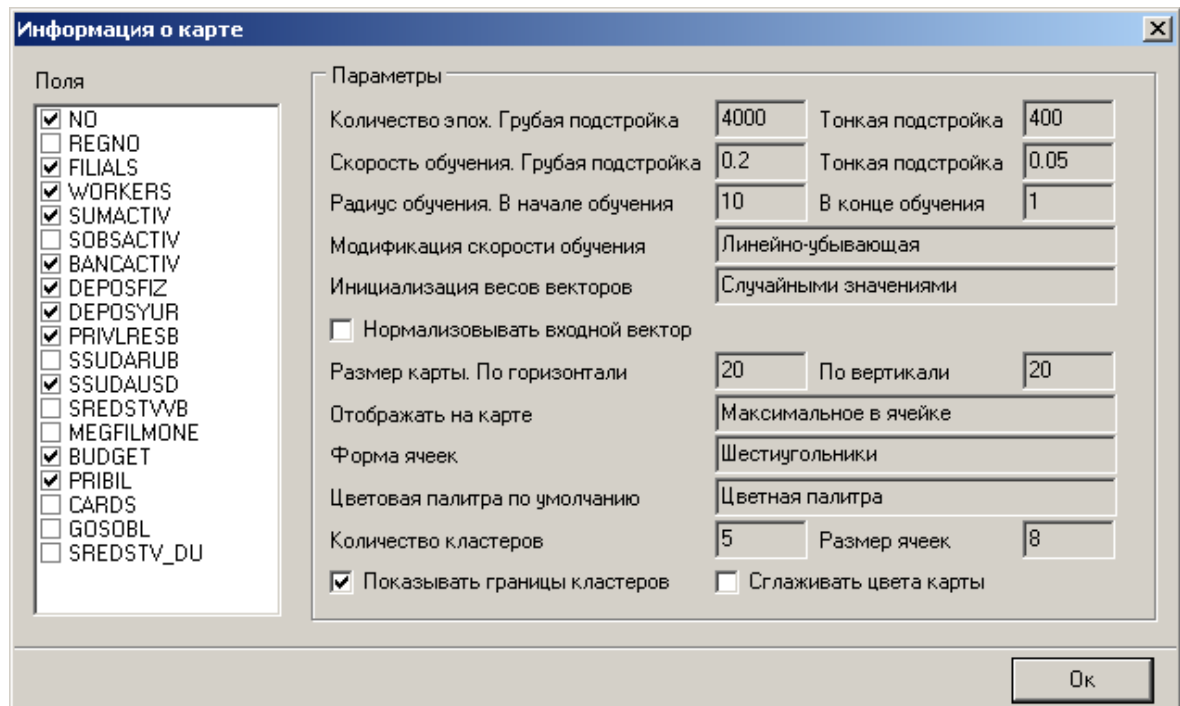 Информация о карте
Поля
NO
REGNO
FILIALS
WORKERS
SUMACTIV
SOBSACTIV
BANCACTIV
DEPOSFIZ
DEPOSYUR
PRIVLRESB
SSUDARUB
SSUDAUSD
SREDSTVVB
MEGFILMONE
BUDGET
PRIBIL
CARDS
GOSOBL
SREDSTV_DU
Параметры
Количество эпох. Грубая подстройка 4000 Тонкая подстройка 400
Скорость обучения. Грубая подстройка 0.2 Тонкая подстройка 0.05
Радиус обучения. В начале обучения 10 В конце обучения 1
Модификация скорости обучения Линейно-убывающая
Инициализация весов векторов Случайными значениями
Нормализовывать входной вектор
Размер карты. По горизонтали 20 По вертикали 20
Отображать на карте Максимальное в ячейке
Форма ячеек Шестиугольники
Цветовая палитра по умолчанию Цветная палитра
Количество кластеров 5 Размер ячеек 8
Показывать границы кластеров Сглаживать цвета карты
Ок